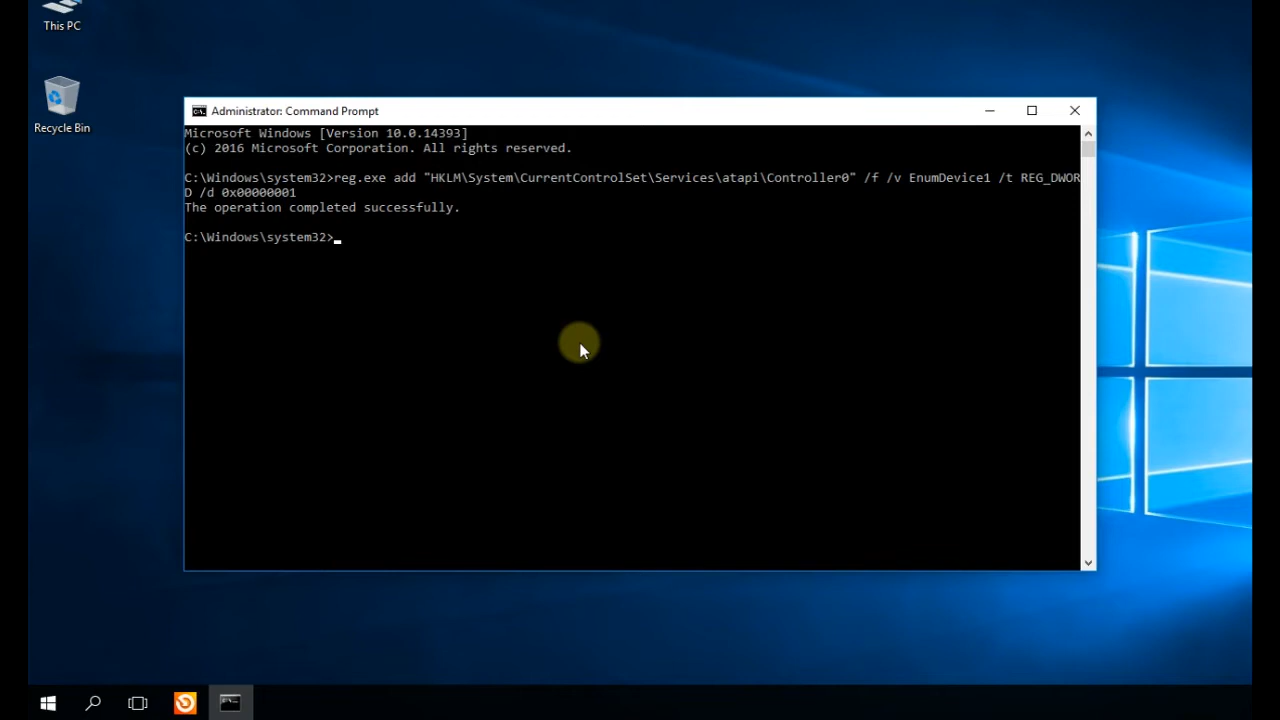 This PC
Recycle Bin
Administrator: Command Prompt
Microsoft Windows [Version 10.0.14393]
(c) 2016 Microsoft Corporation. All rights reserved.
C:\Windows\system32>reg.exe add "HKLM\System\CurrentControlSet\Services\atapi\Controller0" /f /v EnumDevice1 /t REG_DWOR
D /d 0x00000001
The operation completed successfully.
C:\Windows\system32>